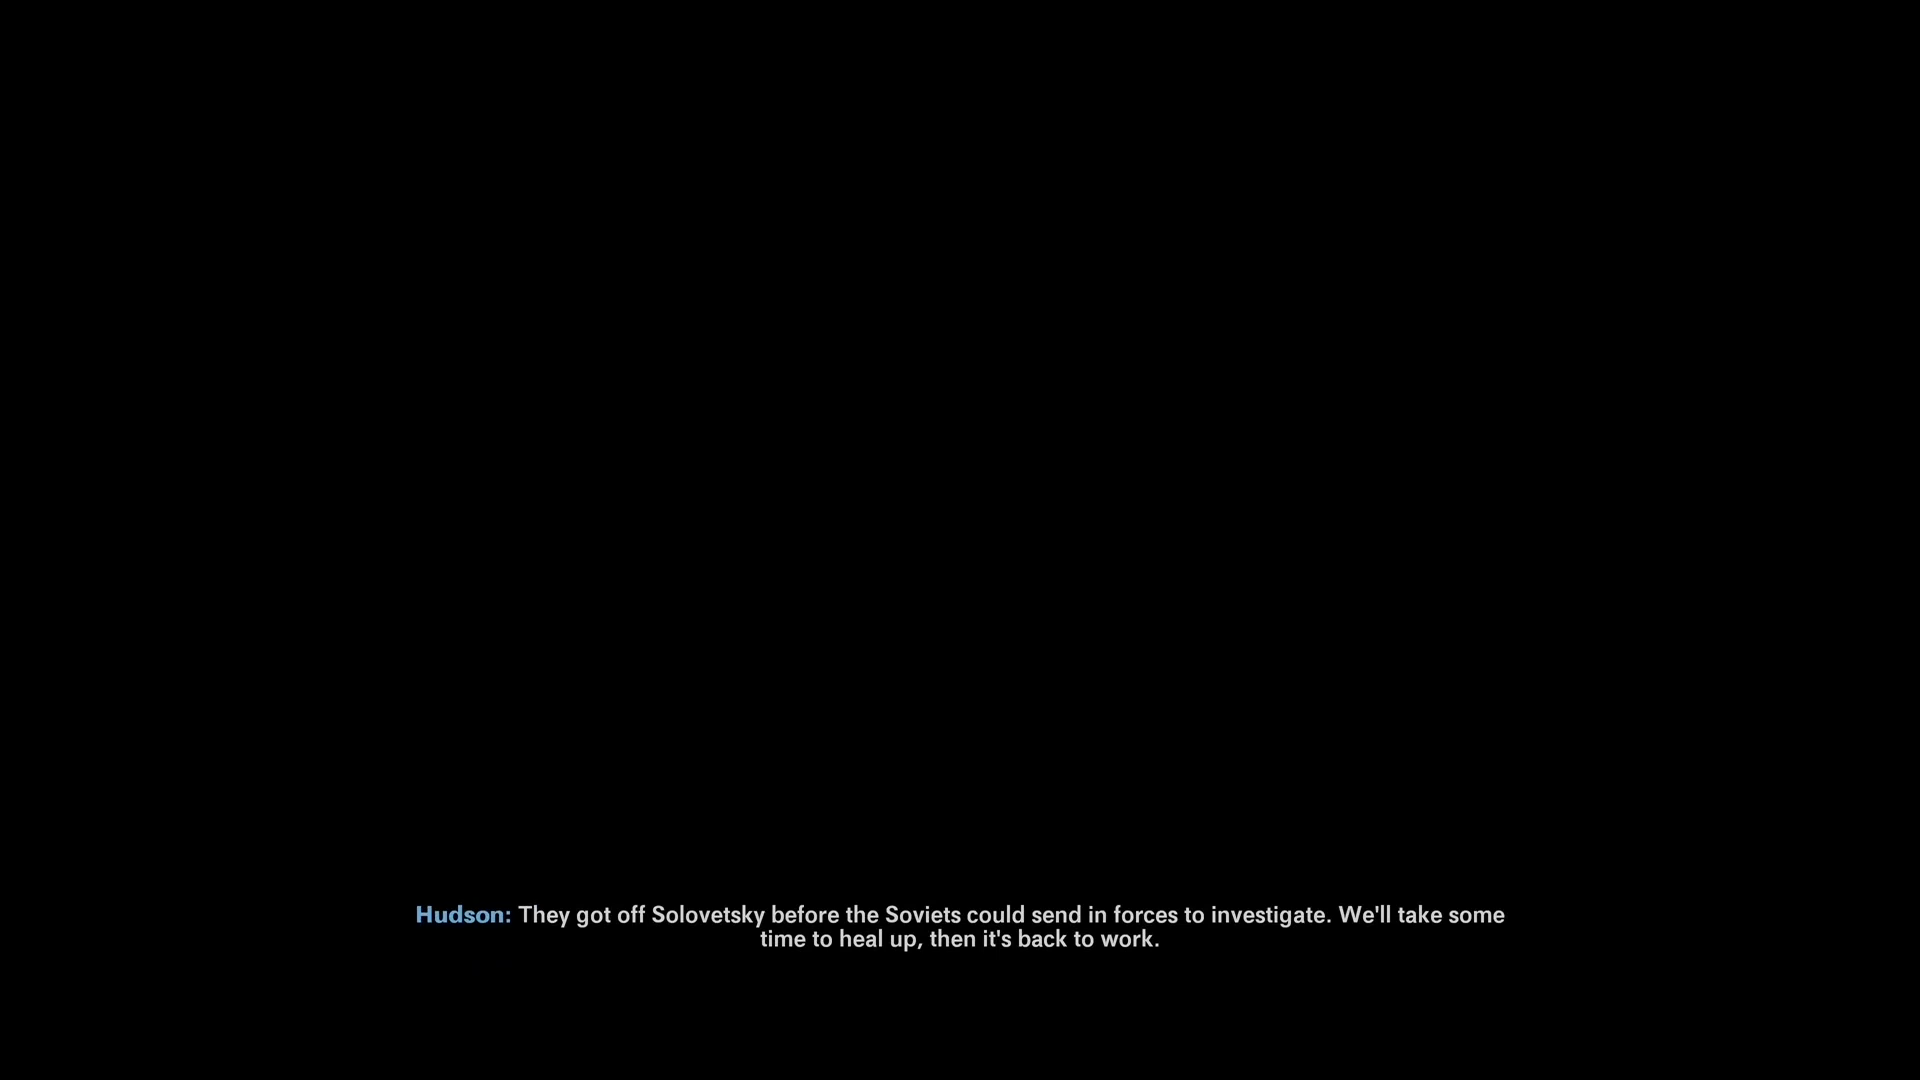 Hudson: They got off Solovetsky before the Soviets could send in forces to investigate. We'll take some
time to heal up, then it's back to work.